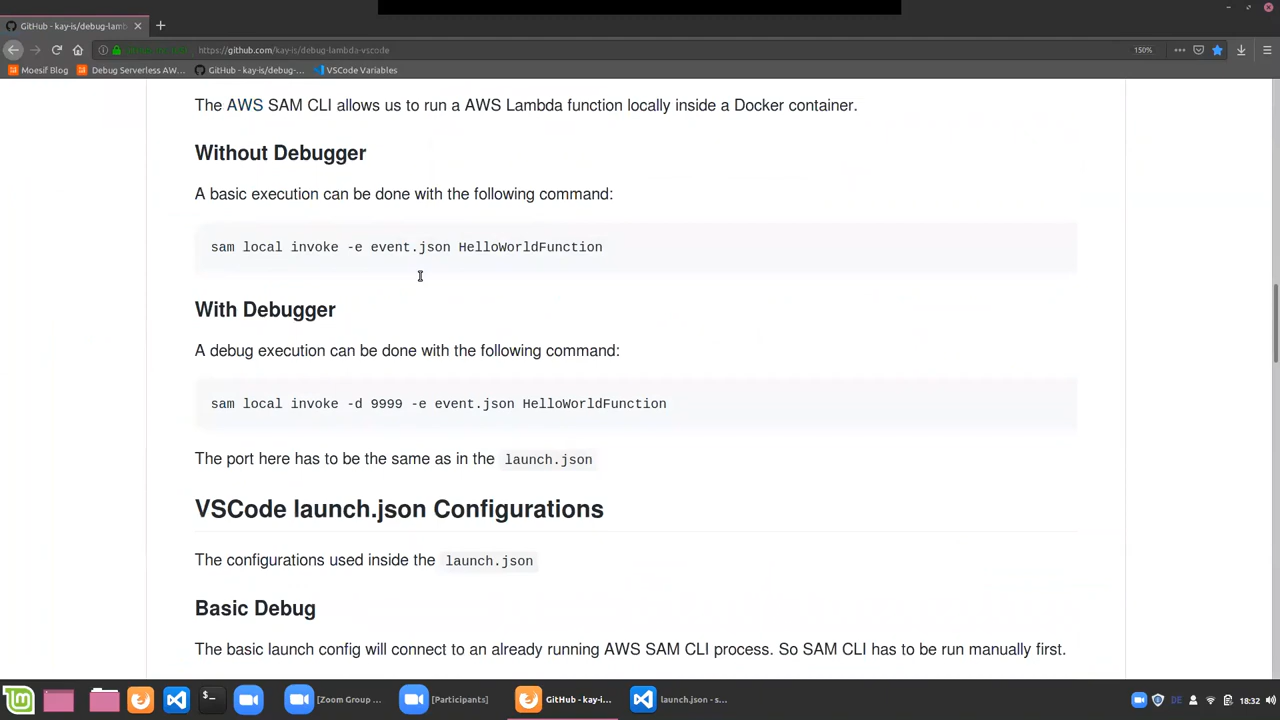 GitHub - kay-is/debug-lamb
https://github.com/kay-is/debug-lambda-vscode
150%
Moesif Blog
Debug Serverless AW...
GitHub - kay-is/debug-...
VSCode Variables
The AWS SAM CLI allows us to run a AWS Lambda function locally inside a Docker container.
Without Debugger
A basic execution can be done with the following command:
sam local invoke -e event.json HelloWorldFunction
With Debugger
A debug execution can be done with the following command:
sam local invoke -d 9999 -e event.json HelloWorldFunction
The port here has to be the same as in the launch.json
VSCode launch.json Configurations
The configurations used inside the launch.json
Basic Debug
The basic launch config will connect to an already running AWS SAM CLI process. So SAM CLI has to be run manually first.
[Zoom Group ...
[Participants]
GitHub - kay-i...
launch.json - s...
DE
18:32